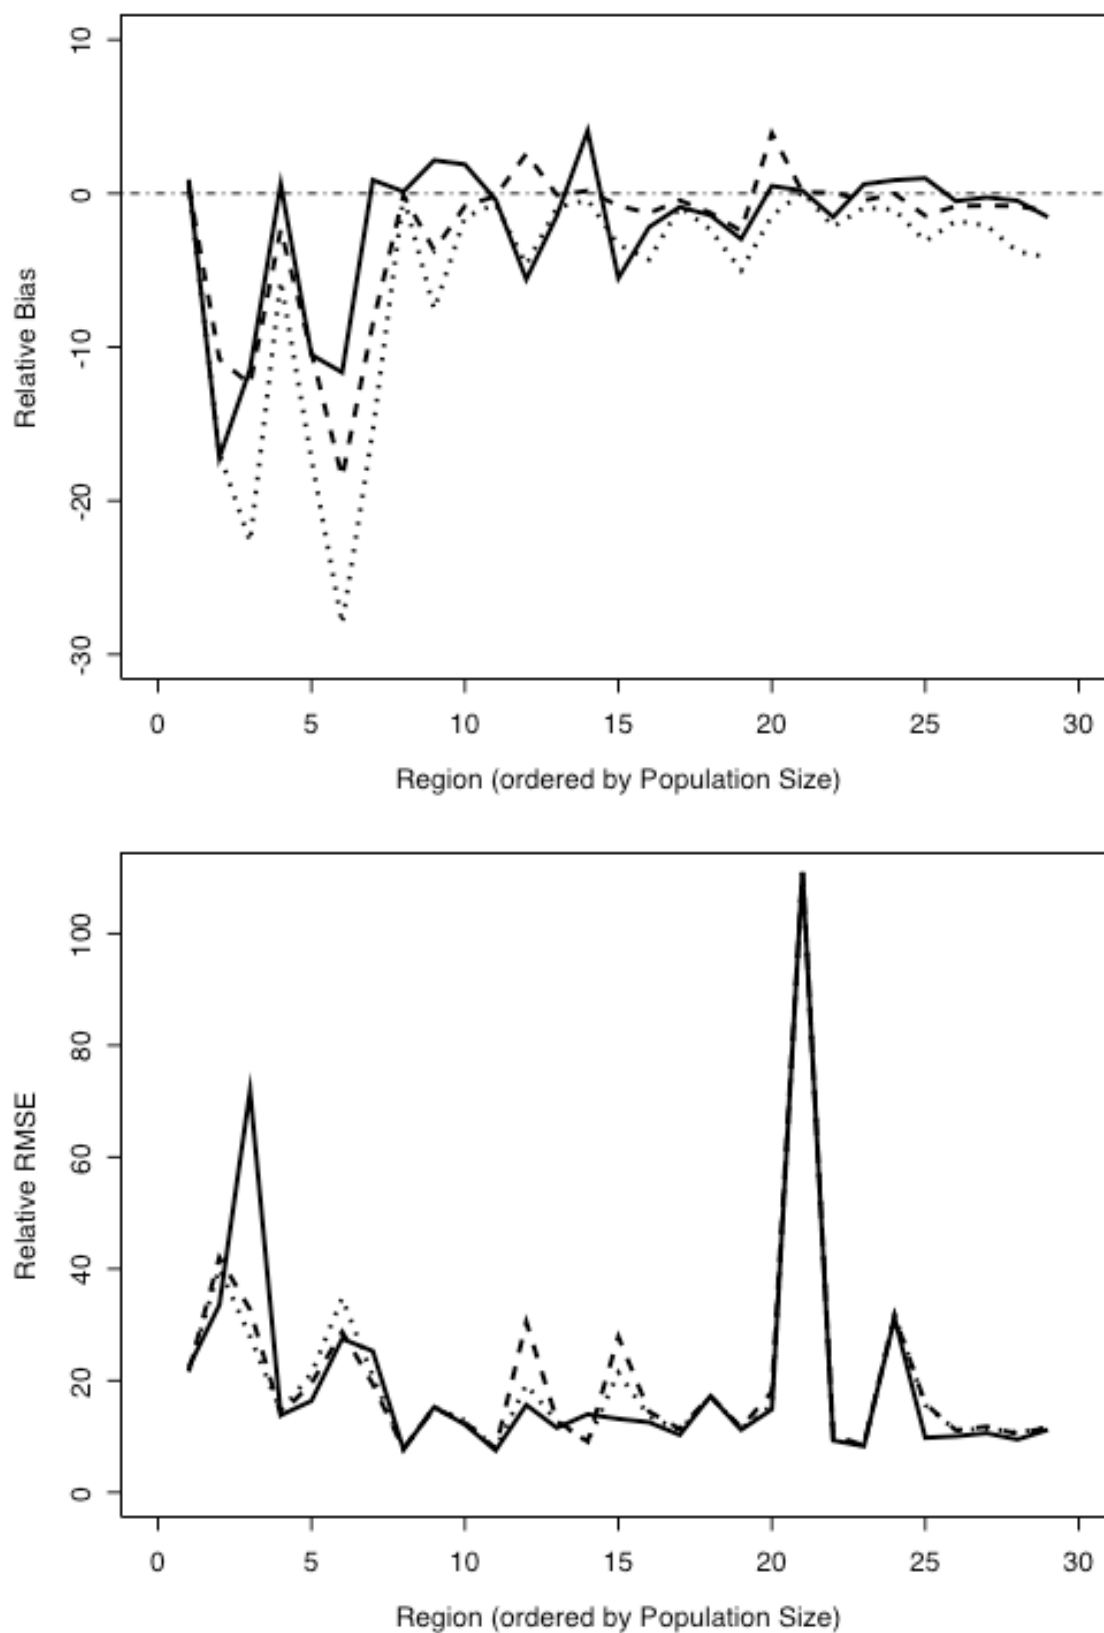 10
0
-10
-20
-30
Relative Bias
0 5 10 15 20 25 30
Region (ordered by Population Size)
100
80
60
40
20
0
Relative RMSE
0 5 10 15 20 25 30
Region (ordered by Population Size)